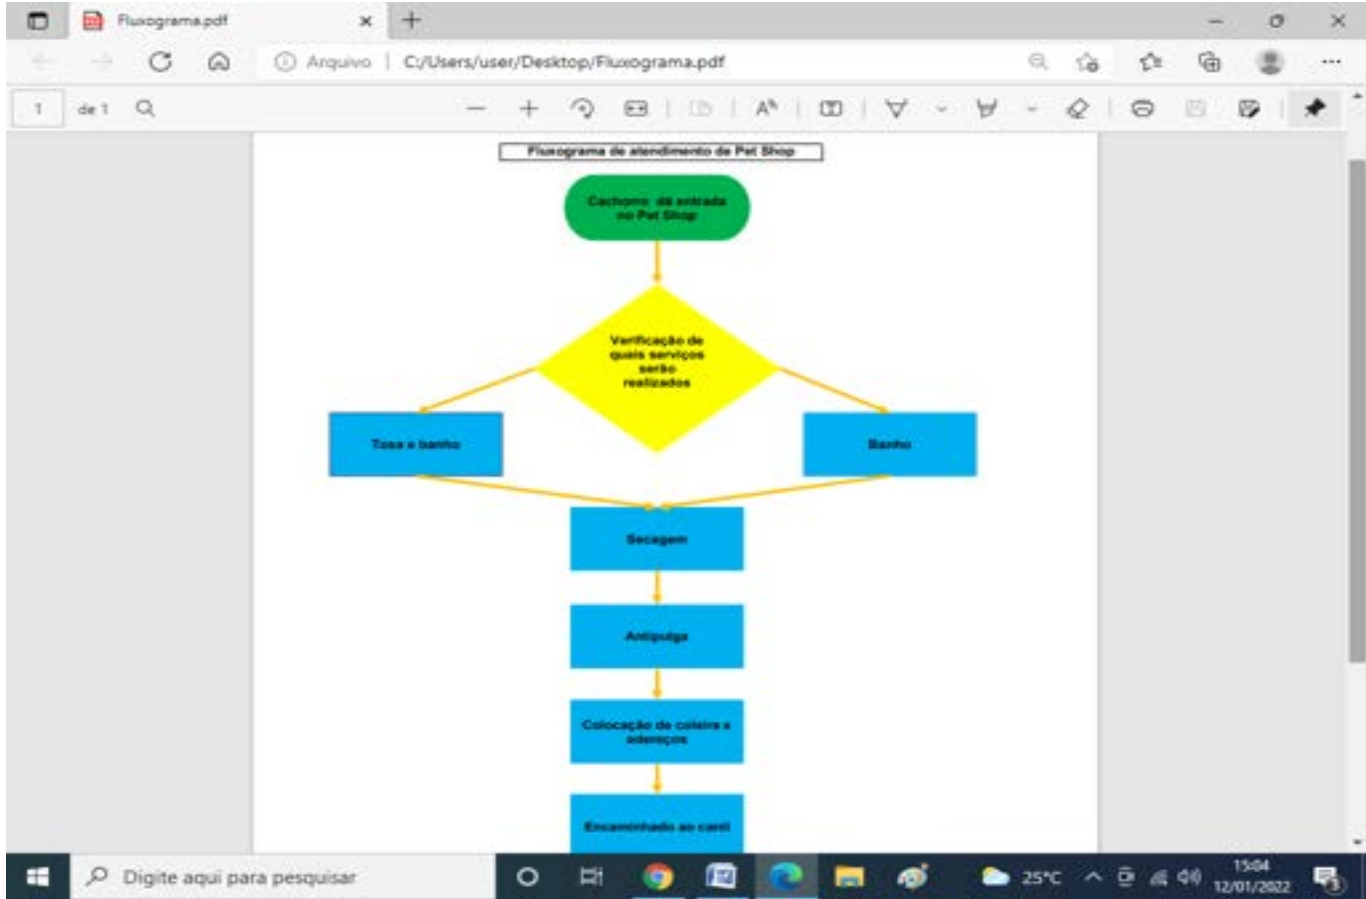 Fluxograma.pdf
Arquivo
C:/Users/user/Desktop/Fluxograma.pdf
1
de 1
Fluxograma de atendimento de Pet Shop
Cachorro dá entrada
no Pet Shop
Verificação de
quais serviços
serão
realizados
Tosa e banho
Banho
Secagem
Antipulga
Colocação de coleira e
adereços
Encaminhado ao canil
Digite aqui para pesquisar
25°C
15:04
12/01/2022
3